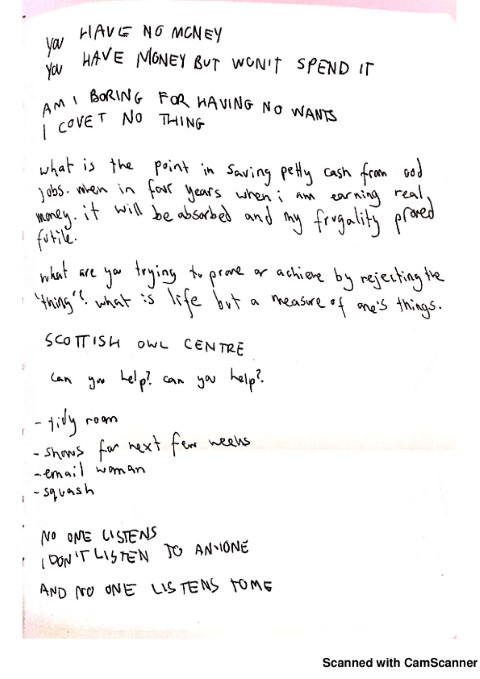 you HAVE NO MONEY
you HAVE MONEY BUT WON'T SPEND IT
AM I BORING FOR HAVING NO WANTS
I COVET NO THING
what is the point in saving petty cash from odd
jobs. when in four years when i am earning real
money. it will be absorbed and my frugality proved
futile.
what are you trying to prove or achieve by rejecting the
'thing'? what is life but a measure of one's things.
SCOTTISH OWL CENTRE
can you help? can you help?
- tidy room
- shows for next few weeks
- email woman
- squash
NO ONE LISTENS
I DON'T LISTEN TO ANYONE
AND NO ONE LISTENS TO ME
Scanned with CamScanner